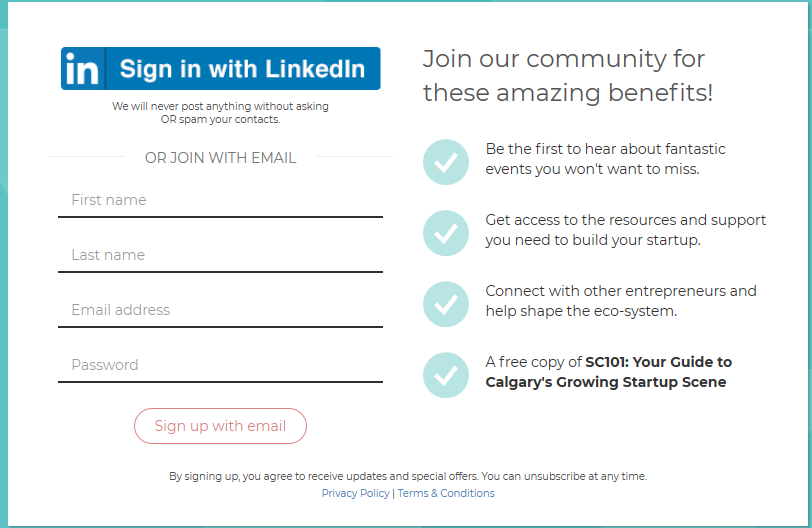 in Sign in with LinkedIn
We will never post anything without asking
OR spam your contacts.
OR JOIN WITH EMAIL
First name
Last name
Email address
Password
Sign up with email
Join our community for
these amazing benefits!
Be the first to hear about fantastic
events you won't want to miss.
Get access to the resources and support
you need to build your startup.
Connect with other entrepreneurs and
help shape the eco-system.
A free copy of SC101: Your Guide to
Calgary's Growing Startup Scene
By signing up, you agree to receive updates and special offers. You can unsubscribe at any time.
Privacy Policy | Terms & Conditions